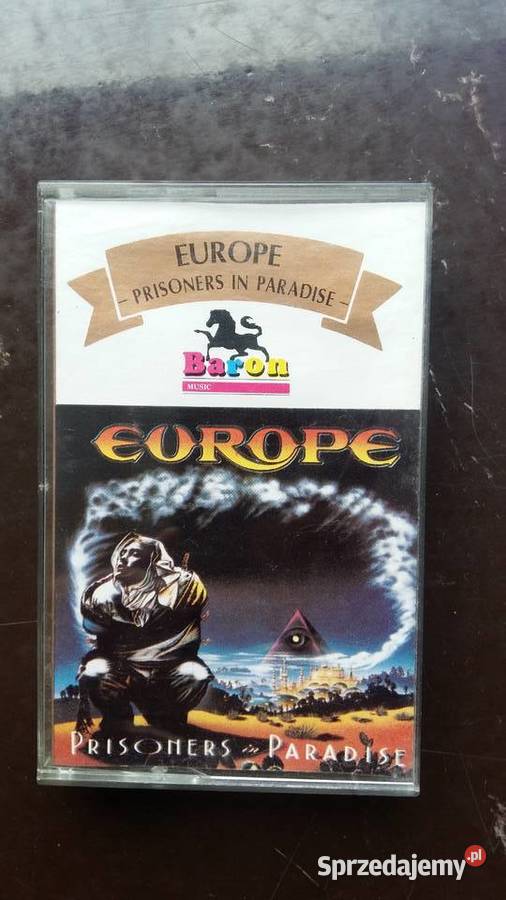 EUROPE
- PRISONERS IN PARADISE -
Baron
MUSIC
EUROPE
PRISONERS in PARADISE
Sprzedajemy.pl